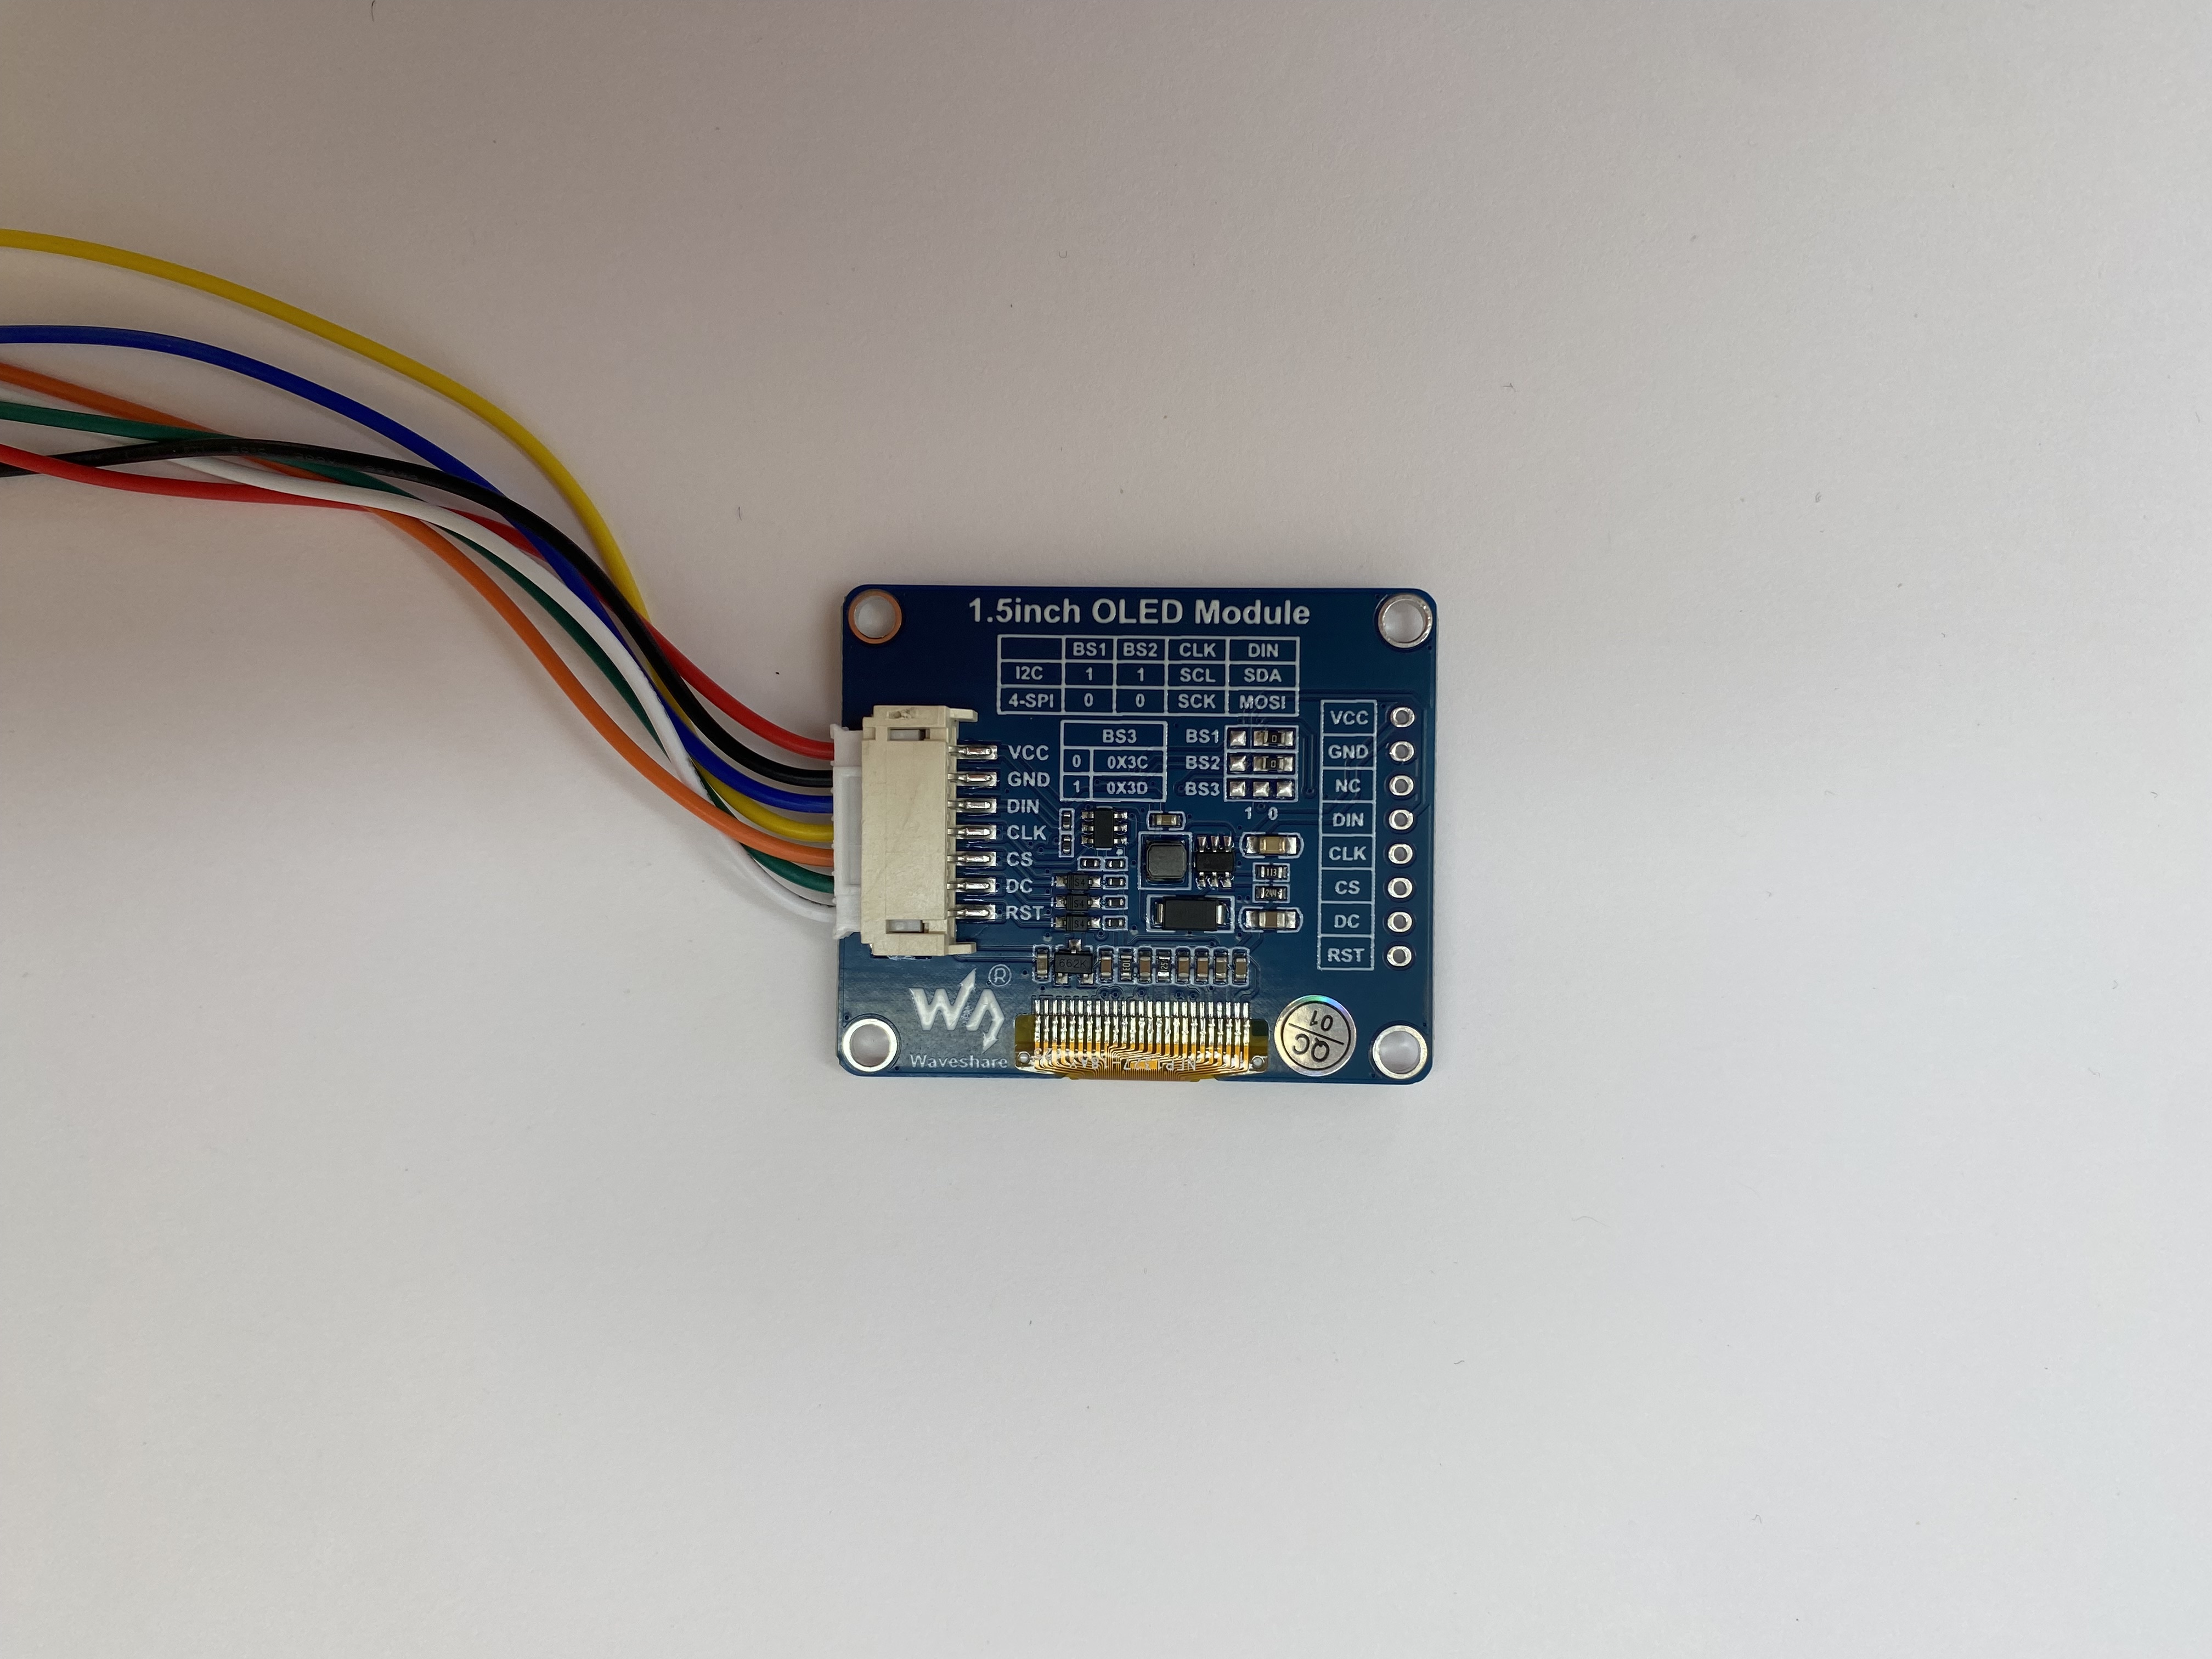 1.5inch OLED Module
BS1 BS2 CLK DIN
I2C 1 1 SCL SDA
4-SPI 0 0 SCK MOSI
BS3
0 0X3C
1 0X3D
BS1
BS2
BS3
1 0
VCC
GND
DIN
CLK
CS
DC
RST
VCC
GND
NC
DIN
CLK
CS
DC
RST
662K
®
Waveshare
QC
01